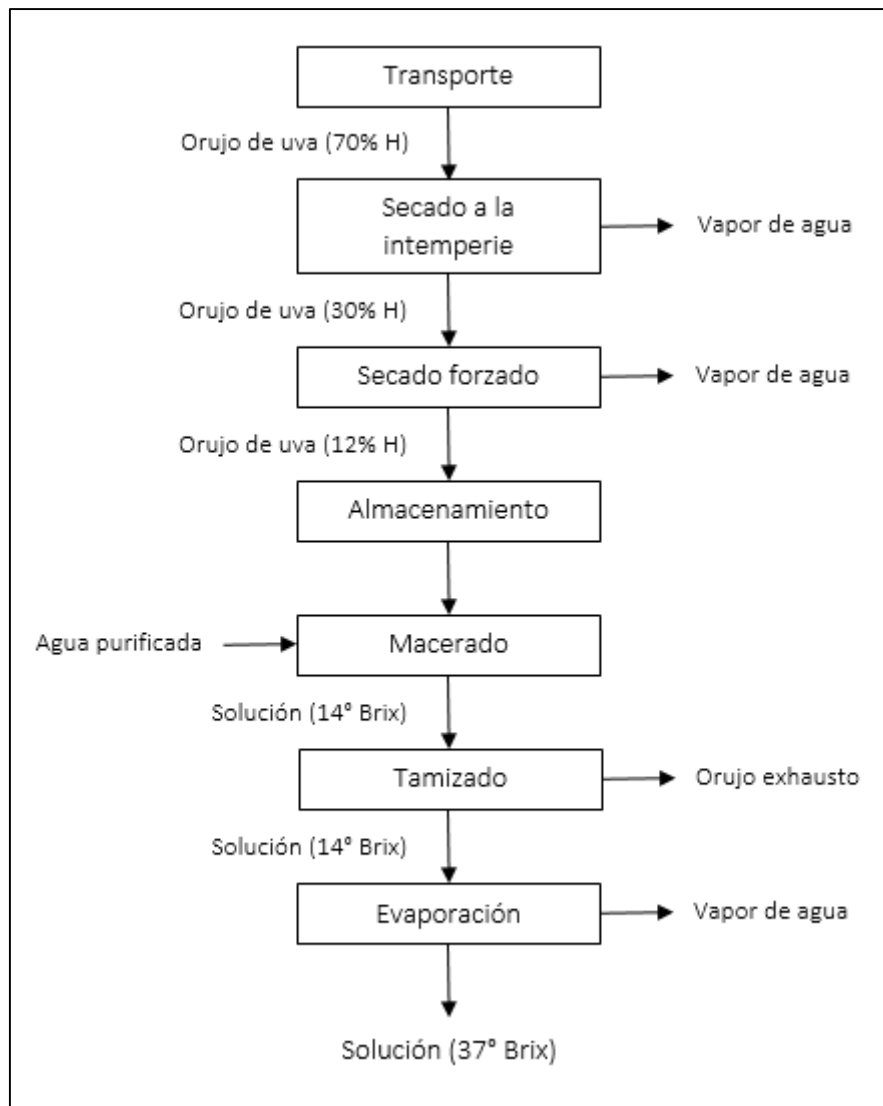 Transporte
Orujo de uva (70% H)
Secado a la
intemperie
Vapor de agua
Orujo de uva (30% H)
Secado forzado
Vapor de agua
Orujo de uva (12% H)
Almacenamiento
Agua purificada
Macerado
Solución (14° Brix)
Tamizado
Orujo exhausto
Solución (14° Brix)
Evaporación
Vapor de agua
Solución (37° Brix)